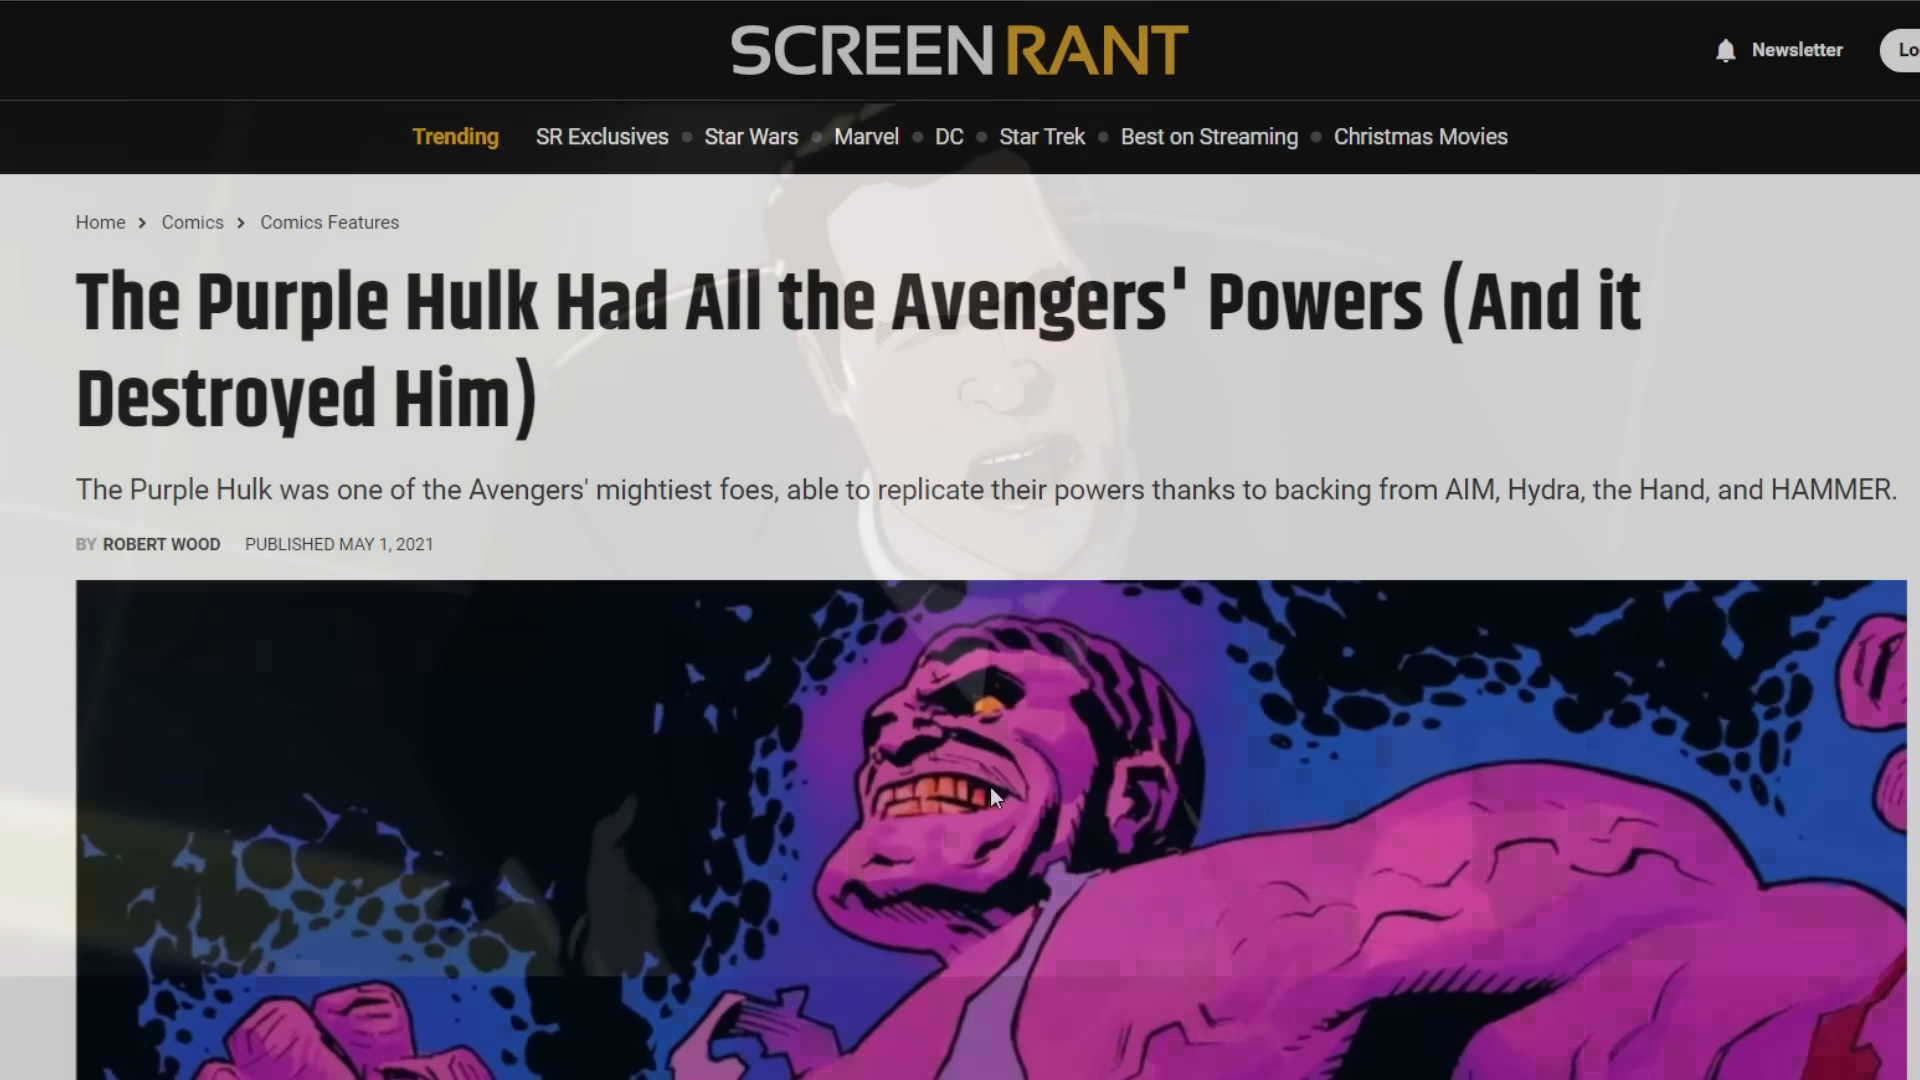 SCREENRANT
Newsletter
Lo
Trending SR Exclusives Star Wars Marvel DC Star Trek Best on Streaming Christmas Movies
Home > Comics > Comics Features
The Purple Hulk Had All the Avengers' Powers (And it
Destroyed Him)
The Purple Hulk was one of the Avengers' mightiest foes, able to replicate their powers thanks to backing from AIM, Hydra, the Hand, and HAMMER.
BY ROBERT WOOD PUBLISHED MAY 1, 2021